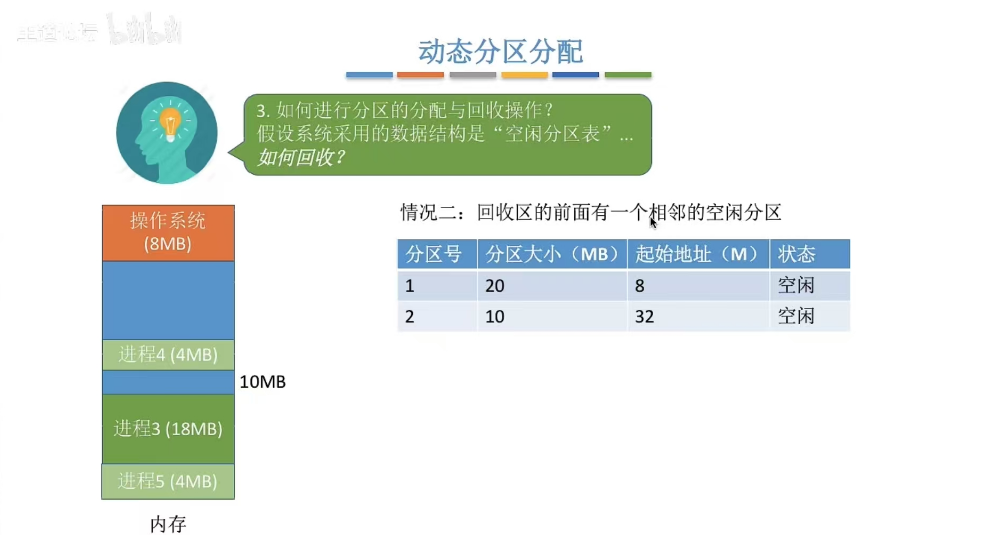 动态分区分配
3. 如何进行分区的分配与回收操作？
假设系统采用的数据结构是“空闲分区表”...
如何回收？
情况二：回收区的前面有一个相邻的空闲分区
分区号 分区大小（MB） 起始地址（M） 状态
1 20 8 空闲
2 10 32 空闲
操作系统
(8MB)
进程4 (4MB)
10MB
进程3 (18MB)
进程5 (4MB)
内存